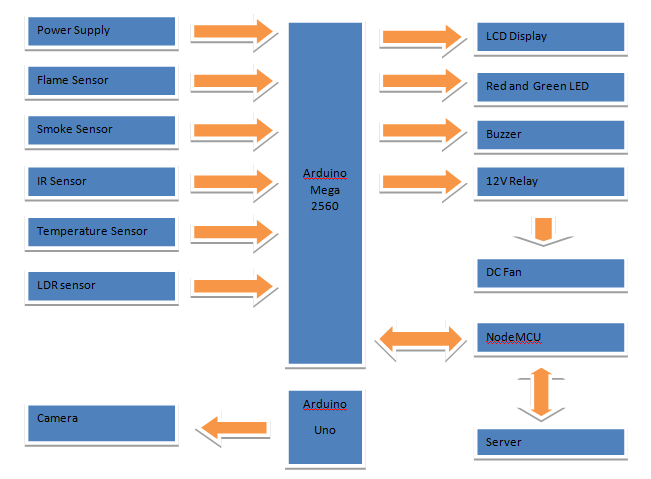 Power Supply
Flame Sensor
Smoke Sensor
IR Sensor
Temperature Sensor
LDR sensor
Arduino
Mega
2560
LCD Display
Red and Green LED
Buzzer
12V Relay
DC Fan
NodeMCU
Camera
Arduino
Uno
Server